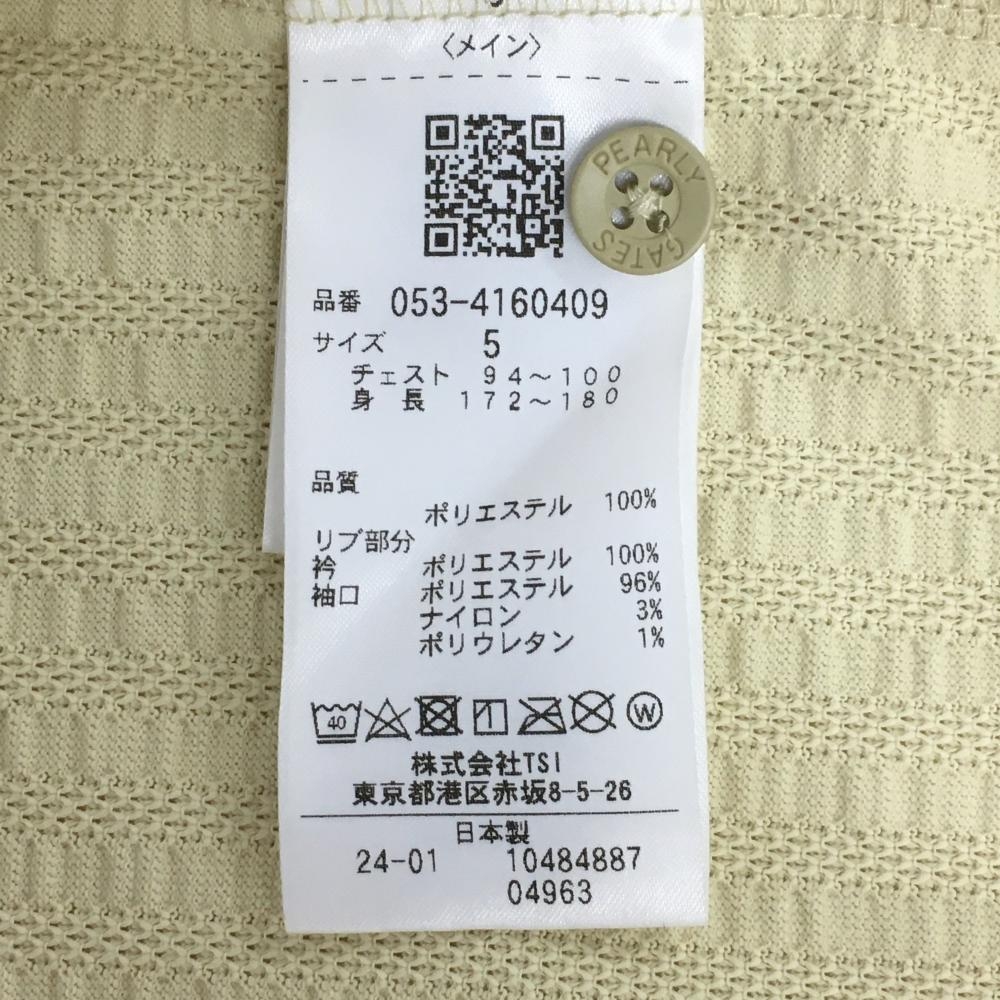 〈メイン〉
PEARLY
GATES
品番 053-4160409
サイズ 5
チェスト 94～100
身長 172～180
品質
ポリエステル 100%
リブ部分
衿 ポリエステル 100%
袖口 ポリエステル 96%
ナイロン 3%
ポリウレタン 1%
40 W
株式会社TSI
東京都港区赤坂8-5-26
日本製
24-01 10484887
04963